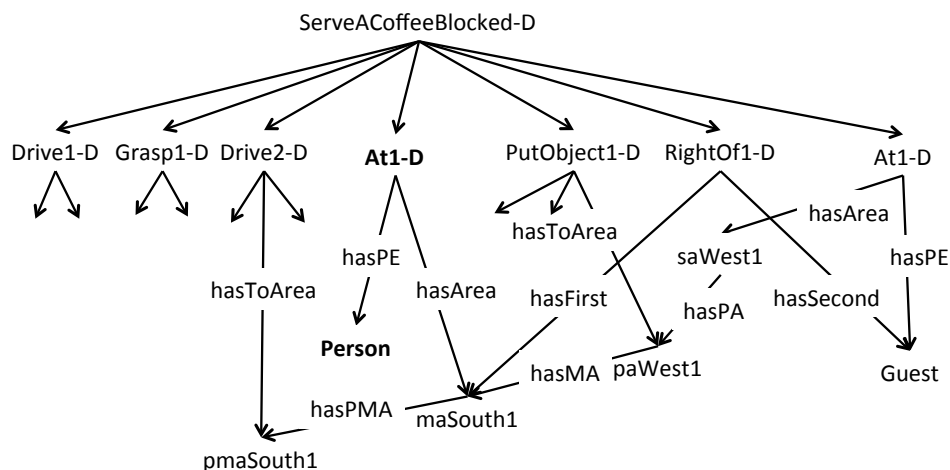 ServeACoffeeBlocked-D
Drive1-D Grasp1-D Drive2-D At1-D PutObject1-D RightOf1-D At1-D
hasArea
hasToArea
hasPE saWest1 hasPE
hasToArea hasArea hasFirst hasPA hasSecond
Person
hasMA paWest1 Guest
hasPMA maSouth1
pmaSouth1